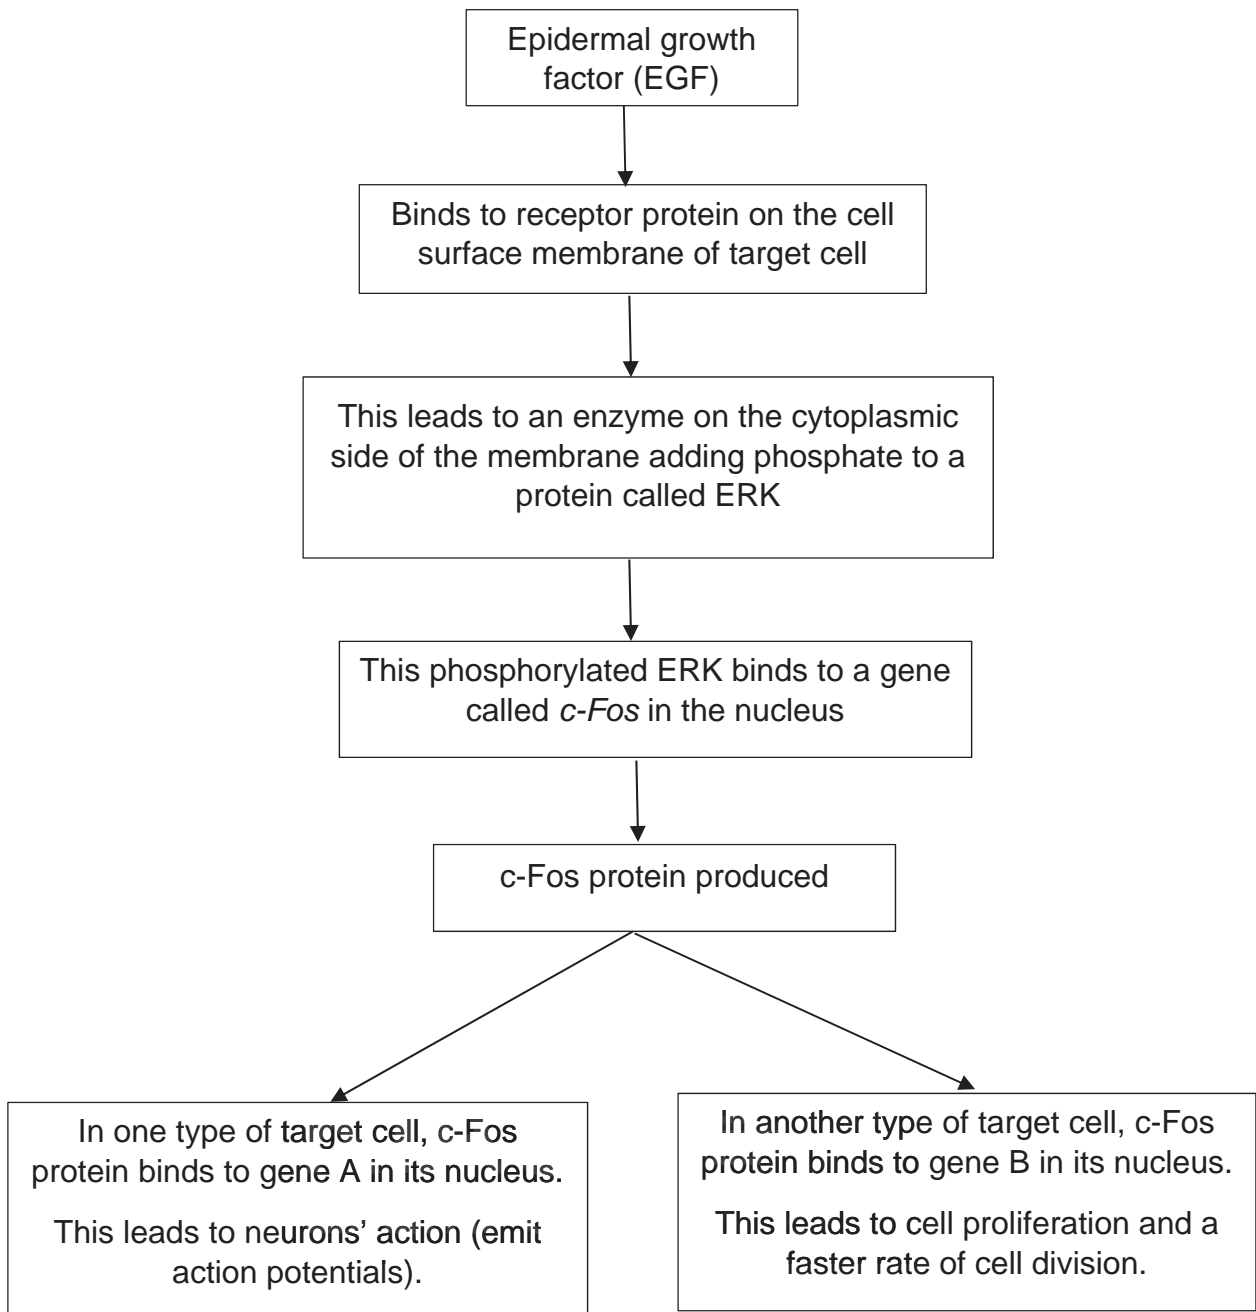 Epidermal growth
factor (EGF)
Binds to receptor protein on the cell
surface membrane of target cell
This leads to an enzyme on the cytoplasmic
side of the membrane adding phosphate to a
protein called ERK
This phosphorylated ERK binds to a gene
called c-Fos in the nucleus
c-Fos protein produced
In one type of target cell, c-Fos
protein binds to gene A in its nucleus.
This leads to neurons’ action (emit
action potentials).
In another type of target cell, c-Fos
protein binds to gene B in its nucleus.
This leads to cell proliferation and a
faster rate of cell division.